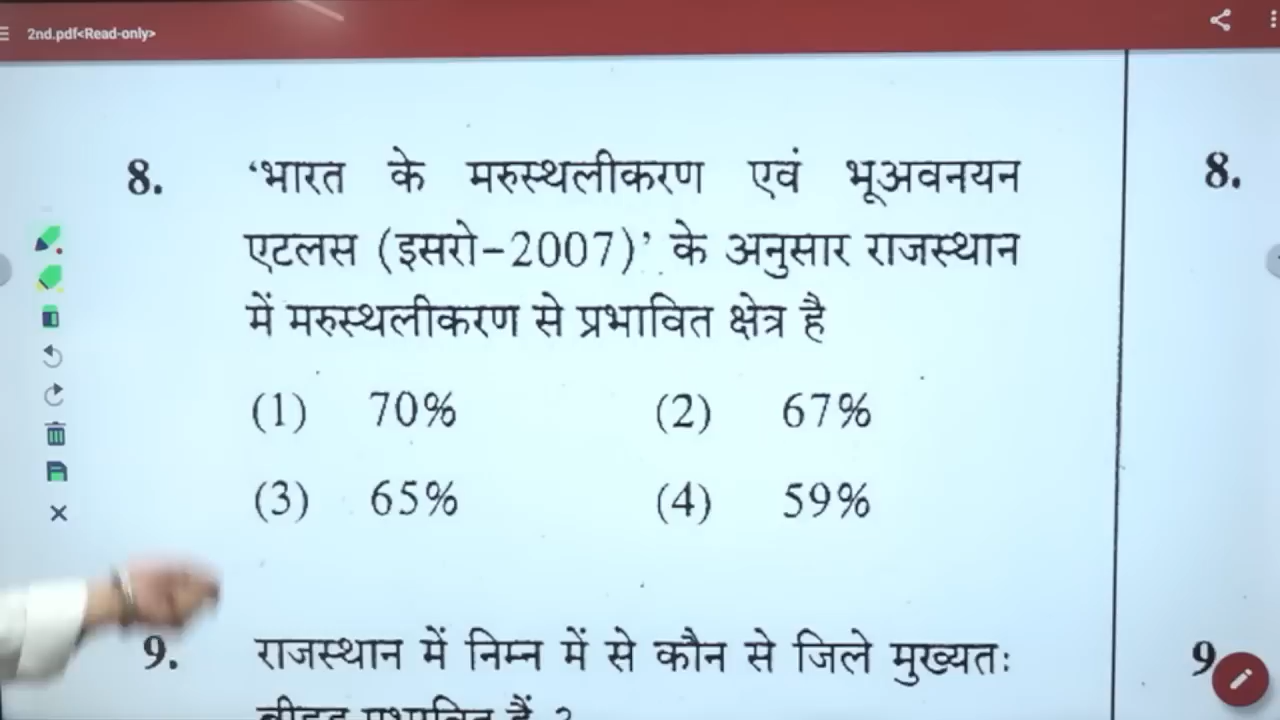 2nd.pdf<Read-only>
8. ‘भारत के मरुस्थलीकरण एवं भूअवनयन
एटलस (इसरो-2007)’ के अनुसार राजस्थान
में मरुस्थलीकरण से प्रभावित क्षेत्र है
(1) 70% (2) 67%
(3) 65% (4) 59%
9. राजस्थान में निम्न में से कौन से जिले मुख्यतः
हैं ?
8.
9